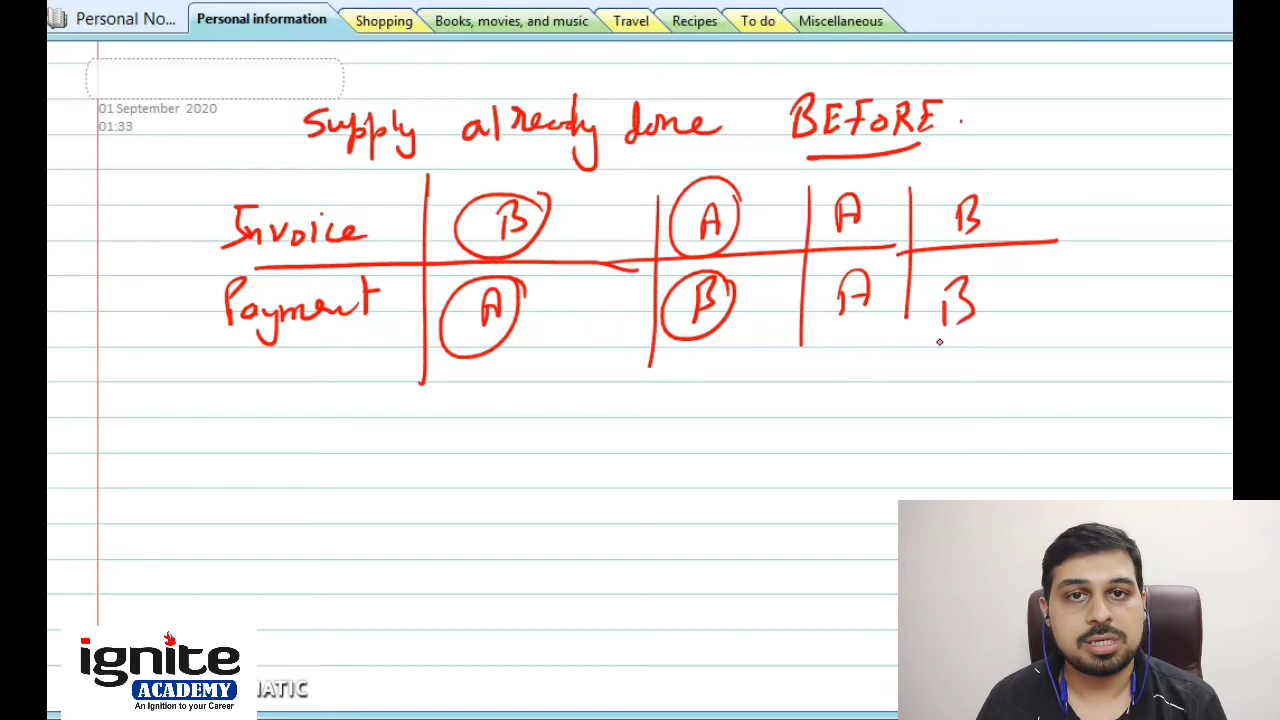 Personal No... Personal information Shopping Books, movies, and music Travel Recipes To do Miscellaneous
01 September 2020
01:33
Supply already done BEFORE.
Invoice B A A B
Payment A B A B
ignite
ACADEMY
An Ignition to your Career
MATIC